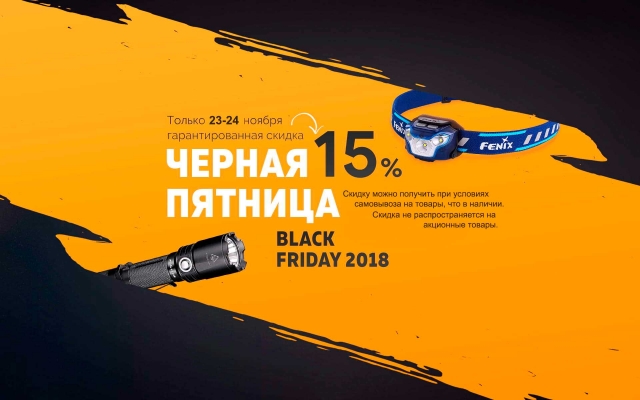 Только 23-24 ноября
гарантированная скидка
ЧЕРНАЯ
15%
ПЯТНИЦА
Скидку можно получить при условиях
самовывоза на товары, что в наличии.
Скидка не распространяется на
акционные товары.
BLACK
FRIDAY 2018
FENIX